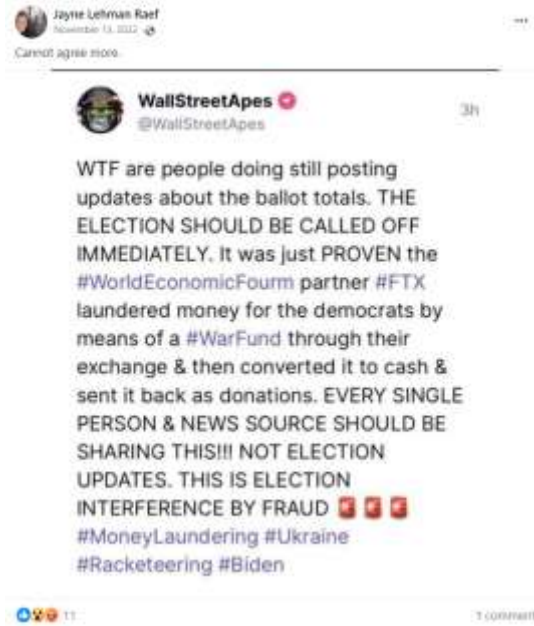 Jayne Lehman Raef
November 13, 2022
Cannot agree more.
WallStreetApes
@WallStreetApes
3h
WTF are people doing still posting
updates about the ballot totals. THE
ELECTION SHOULD BE CALLED OFF
IMMEDIATELY. It was just PROVEN the
#WorldEconomicFourm partner #FTX
laundered money for the democrats by
means of a #WarFund through their
exchange & then converted it to cash &
sent it back as donations. EVERY SINGLE
PERSON & NEWS SOURCE SHOULD BE
SHARING THIS!!! NOT ELECTION
UPDATES. THIS IS ELECTION
INTERFERENCE BY FRAUD 🚨 🚨 🚨
#MoneyLaundering #Ukraine
#Racketeering #Biden
11
1 comment